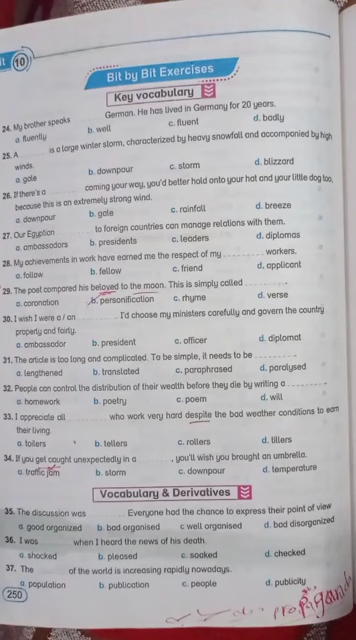 it 10
Bit by Bit Exercises
Key vocabulary
24. My brother speaks ........ German. He has lived in Germany for 20 years.
a. fluently b. well c. fluent d. badly
25. A ........ is a large winter storm, characterized by heavy snowfall and accompanied by high
winds.
a. gale b. downpour c. storm d. blizzard
26. If there's a ........ coming your way, you'd better hold onto your hat and your little dog too,
because this is an extremely strong wind.
a. downpour b. gale c. rainfall d. breeze
27. Our Egyptian ........ to foreign countries can manage relations with them.
a. ambassadors b. presidents c. leaders d. diplomas
28. My achievements in work have earned me the respect of my ........ workers.
a. follow b. fellow c. friend d. applicant
29. The poet compared his beloved to the moon. This is simply called ........
a. coronation b. personification c. rhyme d. verse
30. I wish I were a / an ........ I'd choose my ministers carefully and govern the country
properly and fairly.
a. ambassador b. president c. officer d. diplomat
31. The article is too long and complicated. To be simple, it needs to be ........
a. lengthened b. translated c. paraphrased d. paralysed
32. People can control the distribution of their wealth before they die by writing a ........
a. homework b. poetry c. poem d. will
33. I appreciate all ........ who work very hard despite the bad weather conditions to earn
their living.
a. toilers b. tellers c. rollers d. tillers
34. If you get caught unexpectedly in a ........, you'll wish you brought an umbrella.
a. traffic jam b. storm c. downpour d. temperature
Vocabulary & Derivatives
35. The discussion was ........ Everyone had the chance to express their point of view
a. good organized b. bad organised c well organised d. bad disorganized
36. I was ........ when I heard the news of his death.
a. shocked b. pleased c. soaked d. checked
37. The ........ of the world is increasing rapidly nowadays.
a. population b. publication c. people d. publicity
250